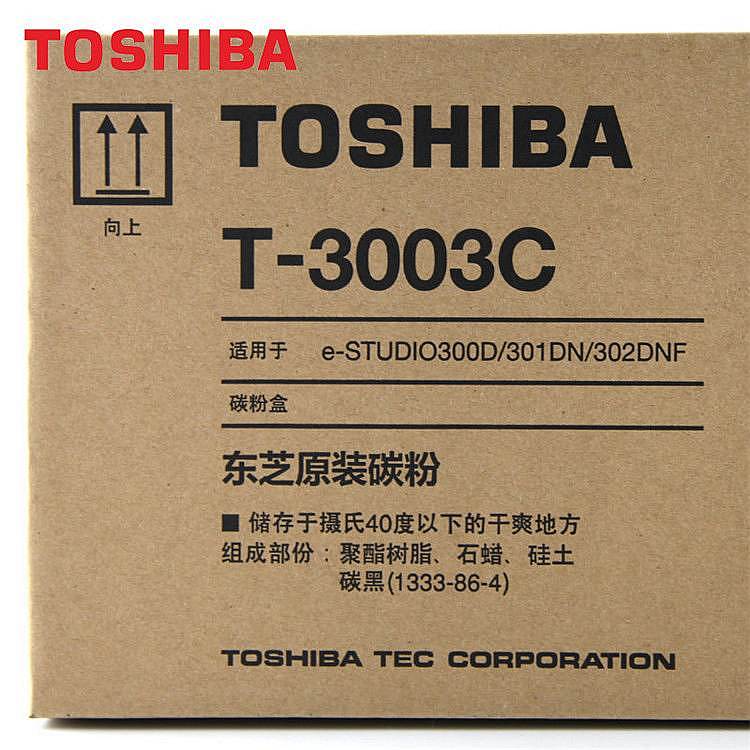 TOSHIBA
TOSHIBA
向上
T-3003C
适用于 e-STUDIO300D/301DN/302DNF
碳粉盒
东芝原装碳粉
■ 储存于摄氏40度以下的干爽地方
组成部份：聚酯树脂、石蜡、硅土
碳黑(1333-86-4)
TOSHIBA TEC CORPORATION